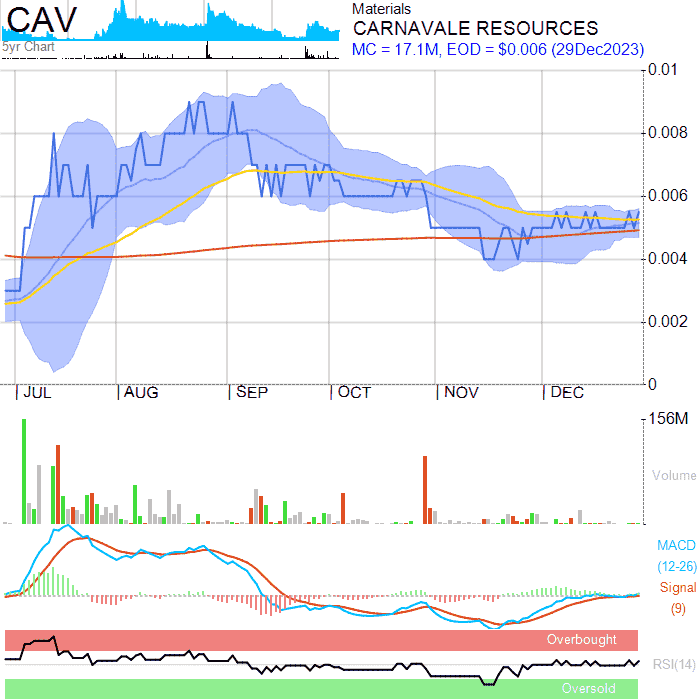 CAV
Materials
CARNAVALE RESOURCES
5yr Chart
MC = 17.1M, EOD = $0.006 (29Dec2023)
0.01
0.008
0.006
0.004
0.002
0
JUL AUG SEP OCT NOV DEC
156M
Volume
MACD
(12-26)
Signal
(9)
Overbought
RSI(14)
Oversold